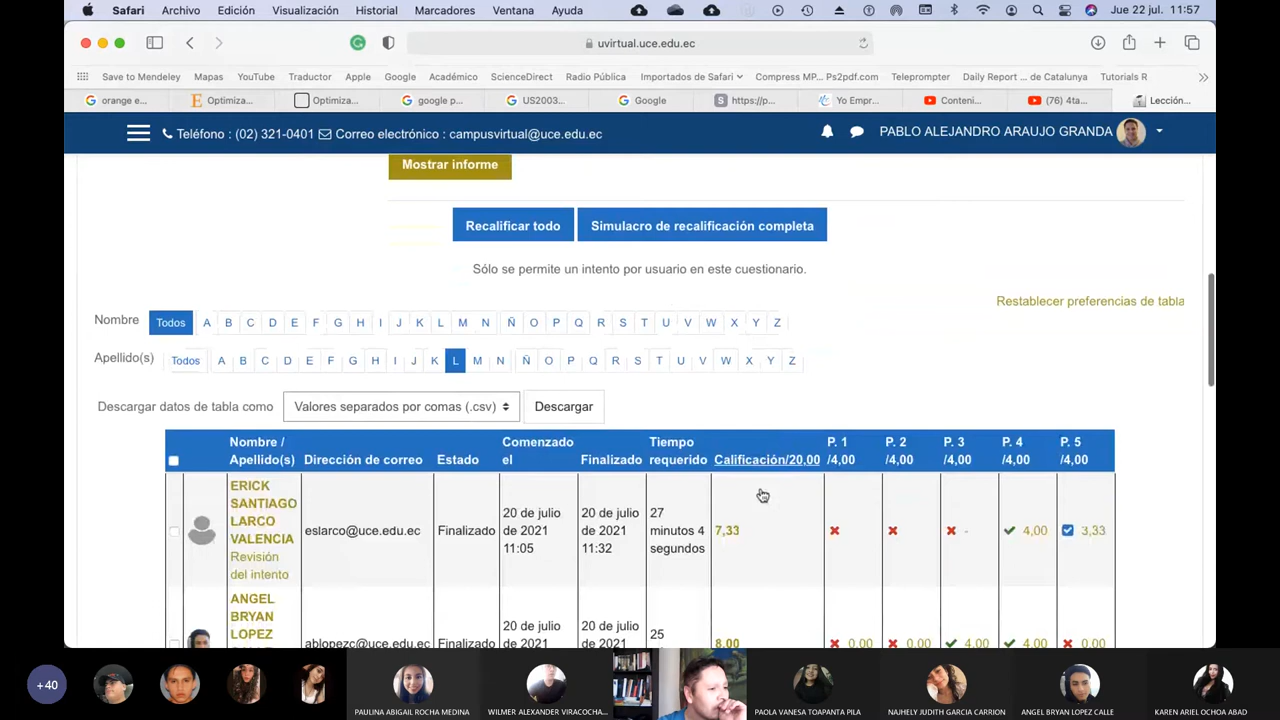 Safari Archivo Edición Visualización Historial Marcadores Ventana Ayuda Jue 22 jul. 11:57
uvirtual.uce.edu.ec
Save to Mendeley Mapas YouTube Traductor Apple Google Académico ScienceDirect Radio Pública Importados de Safari Compress MP... Ps2pdf.com Teleprompter Daily Report ... de Catalunya Tutorials R
orange e... Optimiza... Optimiza... google p... US2003... Google https://p... Yo Empr... Conteni... (76) 4ta... Lección...
Teléfono : (02) 321-0401 Correo electrónico : campusvirtual@uce.edu.ec PABLO ALEJANDRO ARAUJO GRANDA
Mostrar informe
Recalificar todo Simulacro de recalificación completa
Sólo se permite un intento por usuario en este cuestionario.
Restablecer preferencias de tabla
Nombre Todos A B C D E F G H I J K L M N Ñ O P Q R S T U V W X Y Z
Apellido(s) Todos A B C D E F G H I J K L M N Ñ O P Q R S T U V W X Y Z
Descargar datos de tabla como Valores separados por comas (.csv) Descargar
Nombre / Comenzado Tiempo P. 1 P. 2 P. 3 P. 4 P. 5
Apellido(s) Dirección de correo Estado el Finalizado requerido Calificación/20,00 /4,00 /4,00 /4,00 /4,00 /4,00
ERICK
SANTIAGO 20 de julio 20 de julio 27
LARCO eslarco@uce.edu.ec Finalizado de 2021 de 2021 minutos 4 7,33 - 4,00 3,33
VALENCIA 11:05 11:32 segundos
Revisión
del intento
ANGEL
BRYAN 20 de julio 20 de julio 25
LOPEZ ablopezc@uce.edu.ec Finalizado de 2021 de 2021 8,00 0,00 0,00 4,00 4,00 0,00
+40 PAULINA ABIGAIL ROCHA MEDINA WILMER ALEXANDER VIRACOCHA... PAOLA VANESA TOAPANTA PILA NAJHELY JUDITH GARCIA CARRION ANGEL BRYAN LOPEZ CALLE KAREN ARIEL OCHOA ABAD